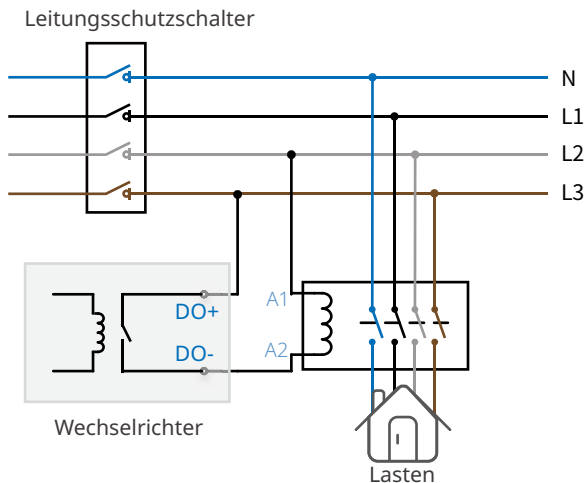 Leitungsschutzschalter
N
L1
L2
L3
A1
DO+
A2
DO-
Wechselrichter
Lasten